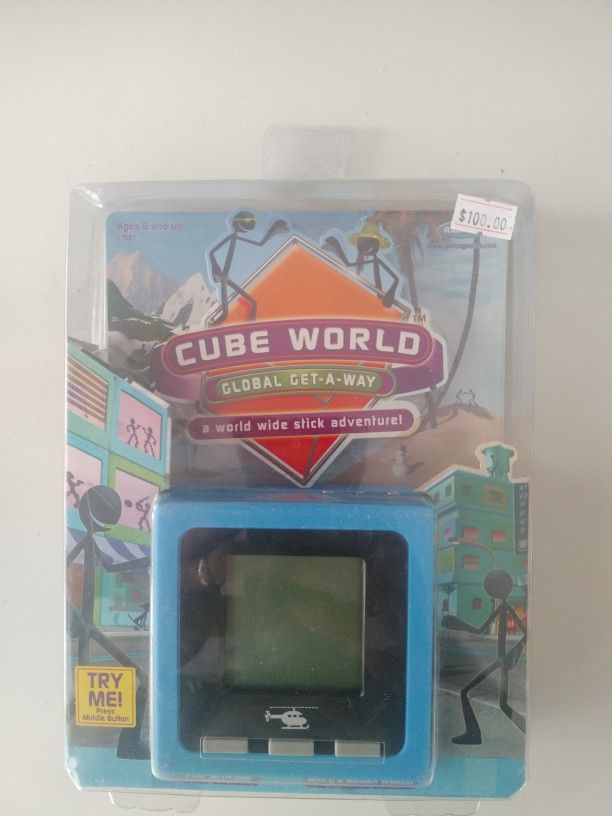 Ages 8 and up
$100.00
TM
CUBE WORLD
GLOBAL GET-A-WAY
a world wide stick adventure!
TRY
ME!
Press
Middle Button